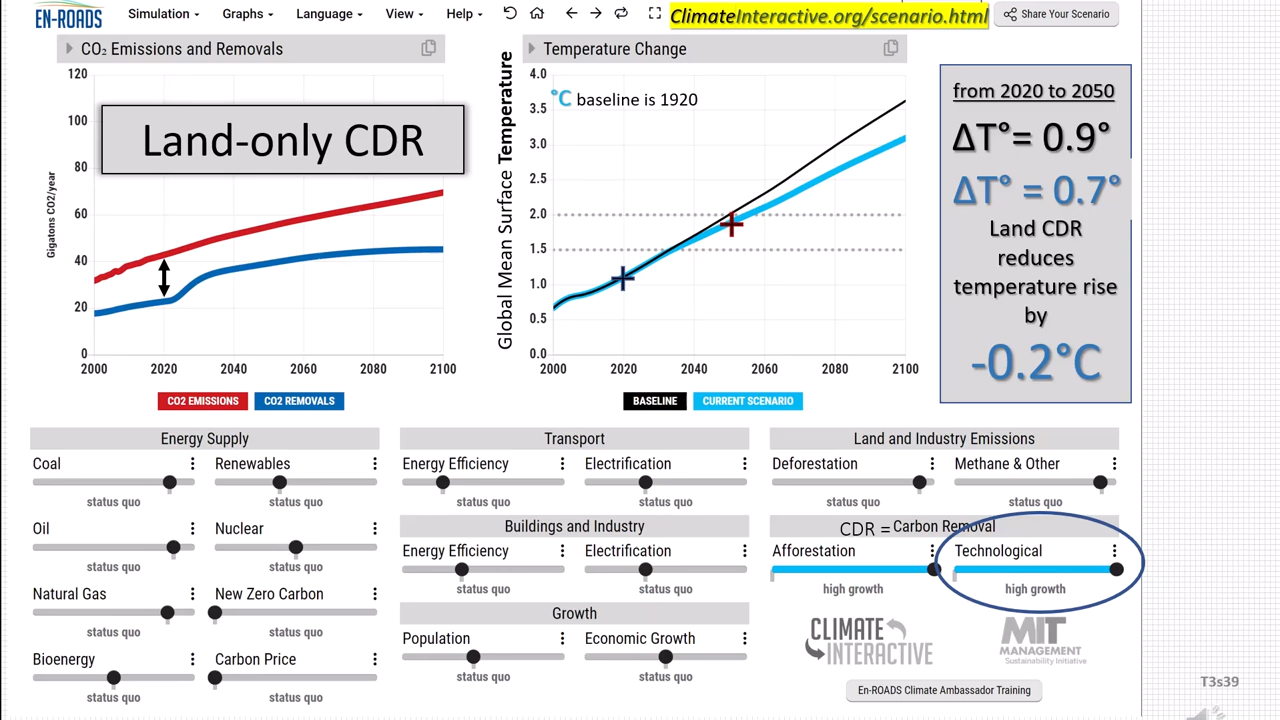 EN-ROADS
Simulation
Graphs
Language
View
Help
ClimateInteractive.org/scenario.html
Share Your Scenario
CO₂ Emissions and Removals
Temperature Change
Land-only CDR
Gigatons CO2/year
120
100
80
60
40
20
0
2000
2020
2040
2060
2080
2100
CO2 EMISSIONS
CO2 REMOVALS
Global Mean Surface Temperature
°C baseline is 1920
4.0
3.5
3.0
2.5
2.0
1.5
1.0
0.5
0.0
2000
2020
2040
2060
2080
2100
BASELINE
CURRENT SCENARIO
from 2020 to 2050
ΔT°= 0.9°
ΔT° = 0.7°
Land CDR
reduces
temperature rise
by
-0.2°C
Energy Supply
Coal
status quo
Renewables
status quo
Oil
status quo
Nuclear
status quo
Natural Gas
status quo
New Zero Carbon
status quo
Bioenergy
status quo
Carbon Price
status quo
Transport
Energy Efficiency
status quo
Electrification
status quo
Buildings and Industry
Energy Efficiency
status quo
Electrification
status quo
Growth
Population
status quo
Economic Growth
status quo
Land and Industry Emissions
Deforestation
status quo
Methane & Other
status quo
CDR = Carbon Removal
Afforestation
high growth
Technological
high growth
CLIMATE
INTERACTIVE
MIT
MANAGEMENT
Sustainability Initiative
En-ROADS Climate Ambassador Training
T3s39